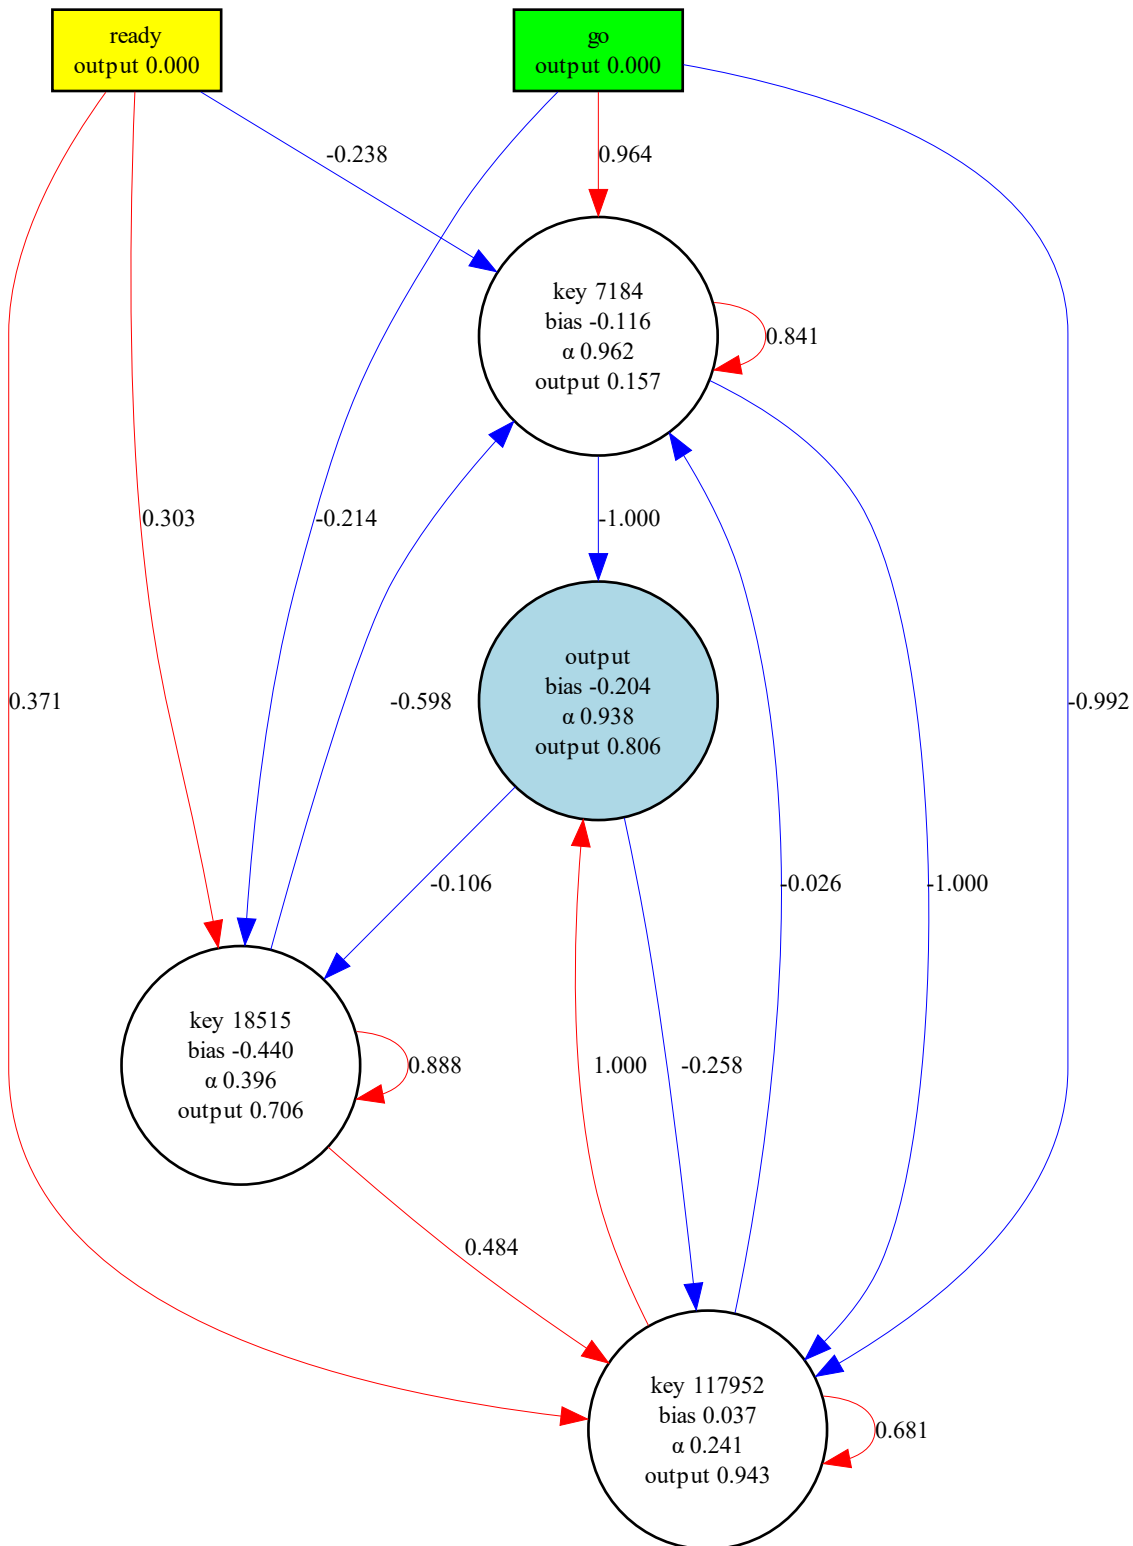 ready
output 0.000
go
output 0.000
-0.238
0.964
key 7184
bias -0.116
α 0.962
output 0.157
0.841
0.303
-0.214
-1.000
output
bias -0.204
α 0.938
output 0.806
0.371
-0.598
-0.992
-0.106
-0.026
-1.000
key 18515
bias -0.440
α 0.396
output 0.706
0.888
1.000
-0.258
0.484
key 117952
bias 0.037
α 0.241
output 0.943
0.681